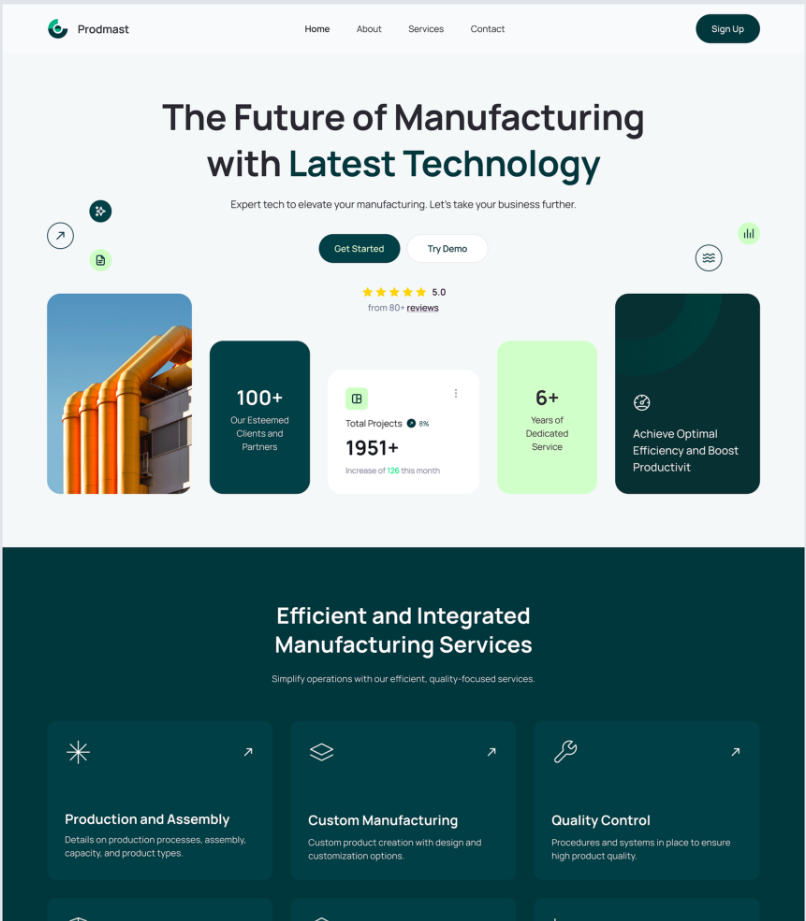 Prodmast
Home
About
Services
Contact
Sign Up
The Future of Manufacturing
with Latest Technology
Expert tech to elevate your manufacturing. Let's take your business further.
Get Started
Try Demo
5.0
from 80+ reviews
100+
Our Esteemed
Clients and
Partners
Total Projects 8%
1951+
Increase of 126 this month
6+
Years of
Dedicated
Service
Achieve Optimal
Efficiency and Boost
Productivit
Efficient and Integrated
Manufacturing Services
Simplify operations with our efficient, quality-focused services.
Production and Assembly
Details on production processes, assembly,
capacity, and product types.
Custom Manufacturing
Custom product creation with design and
customization options.
Quality Control
Procedures and systems in place to ensure
high product quality.